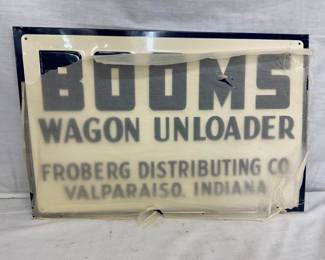 BOOMS
WAGON UNLOADER
FROBERG DISTRIBUTING CO
VALPARAISO, INDIANA